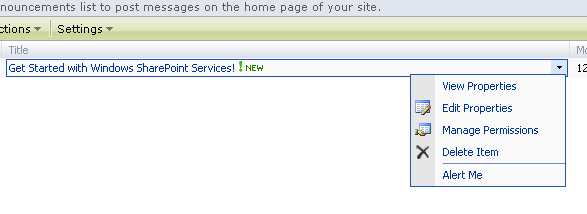 nouncements list to post messages on the home page of your site.
ctions Settings
Title Mo
Get Started with Windows SharePoint Services! ! NEW 12
View Properties
Edit Properties
Manage Permissions
Delete Item
Alert Me